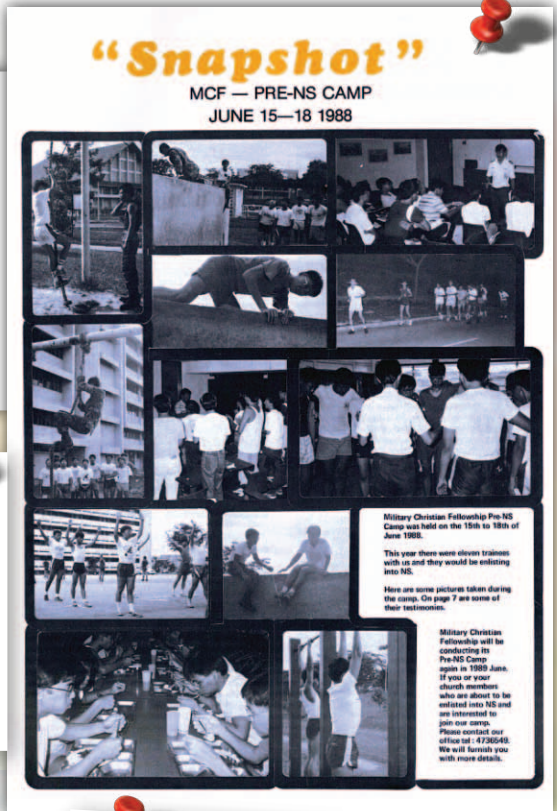 “Snapshot”
MCF — PRE-NS CAMP
JUNE 15—18 1988
Military Christian Fellowship Pre-NS
Camp was held on the 15th to 18th of
June 1988.
This year there were eleven trainees
with us and they would be enlisting
into NS.
Here are some pictures taken during
the camp. On page 7 are some of
their testimonies.
Military Christian
Fellowship will be
conducting its
Pre-NS Camp
again in 1989 June.
If you or your
church members
who are about to be
enlisted into NS and
are interested to
join our camp.
Please contact our
office tel : 4736549.
We will furnish you
with more details.